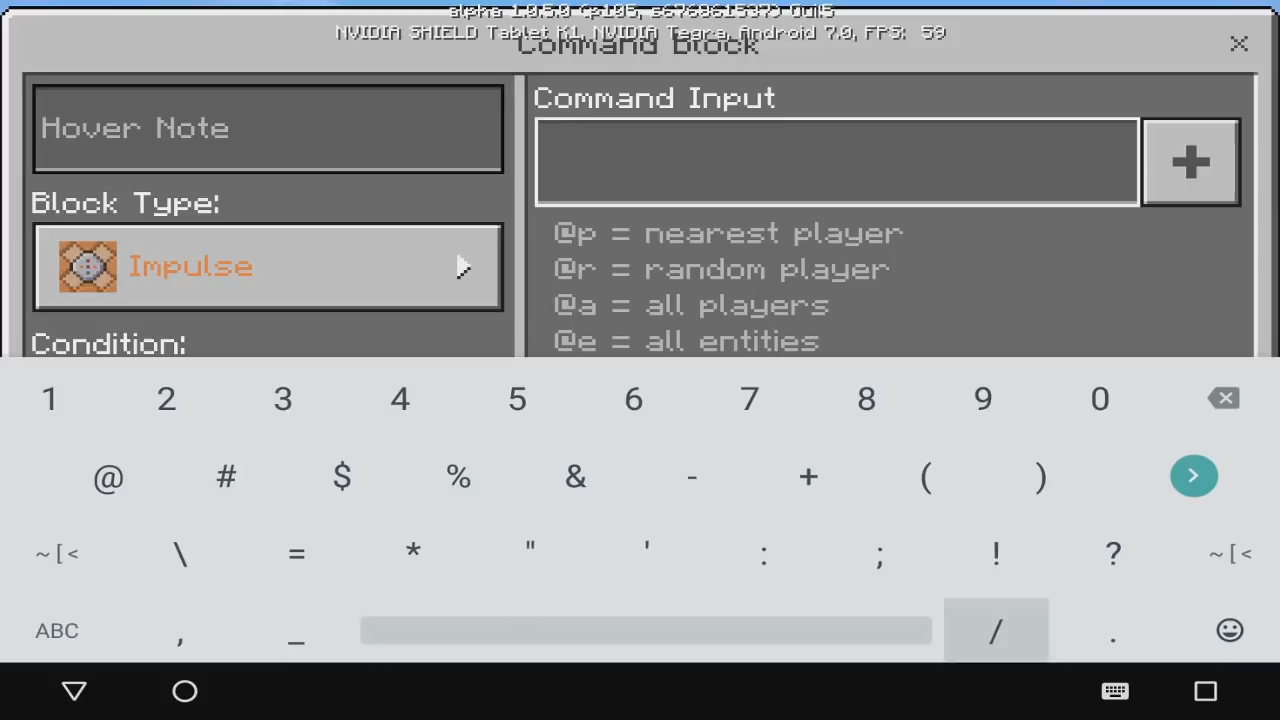 NVIDIA SHIELD Tablet K1, NVIDIA Tegra, Android 7.0, FPS: 59
Command Block
Hover Note
Block Type:
Impulse
Condition:
Command Input
@p = nearest player
@r = random player
@a = all players
@e = all entities
1 2 3 4 5 6 7 8 9 0
@ # $ % & - + ( )
~[< \ = * " ' : ; ! ? ~[<
ABC , _ / .